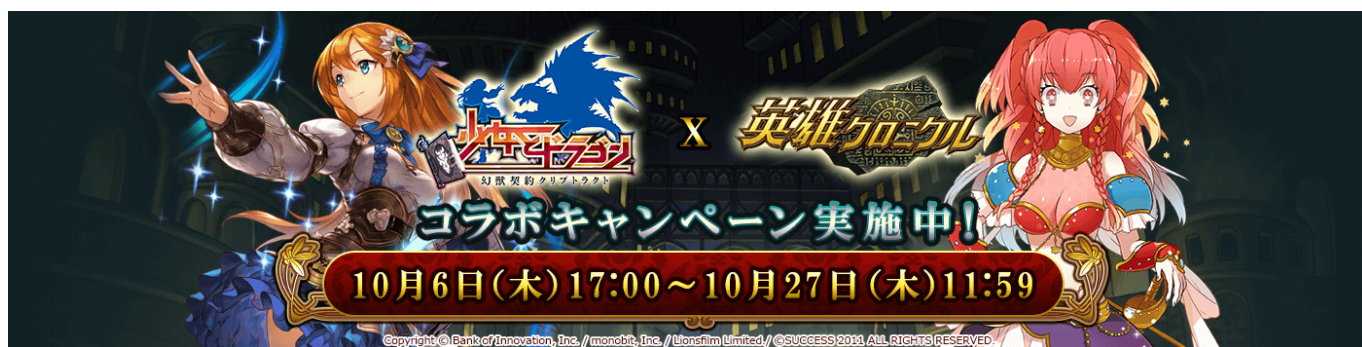 少女とドラゴン
幻獣契約クリプトラクト
X
英雄クロニクル
コラボキャンペーン実施中!
10月6日(木)17:00～10月27日(木)11:59
Copyright © Bank of Innovation, Inc. / monobit, Inc. / Lionsfilm Limited./ ©SUCCESS 2011 ALL RIGHTS RESERVED.